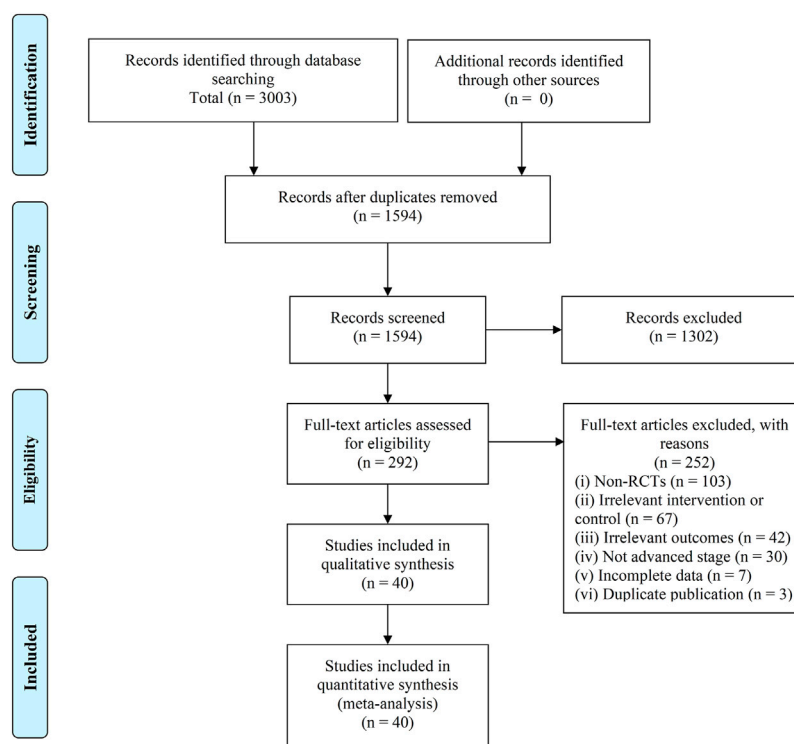 Identification
Records identified through database
searching
Total (n = 3003)
Additional records identified
through other sources
(n = 0)
Records after duplicates removed
(n = 1594)
Screening
Records screened
(n = 1594)
Records excluded
(n = 1302)
Eligibility
Full-text articles assessed
for eligibility
(n = 292)
Full-text articles excluded, with
reasons
(n = 252)
(i) Non-RCTs (n = 103)
(ii) Irrelevant intervention or
control (n = 67)
(iii) Irrelevant outcomes (n = 42)
(iv) Not advanced stage (n = 30)
(v) Incomplete data (n = 7)
(vi) Duplicate publication (n = 3)
Studies included in
qualitative synthesis
(n = 40)
Included
Studies included in
quantitative synthesis
(meta-analysis)
(n = 40)